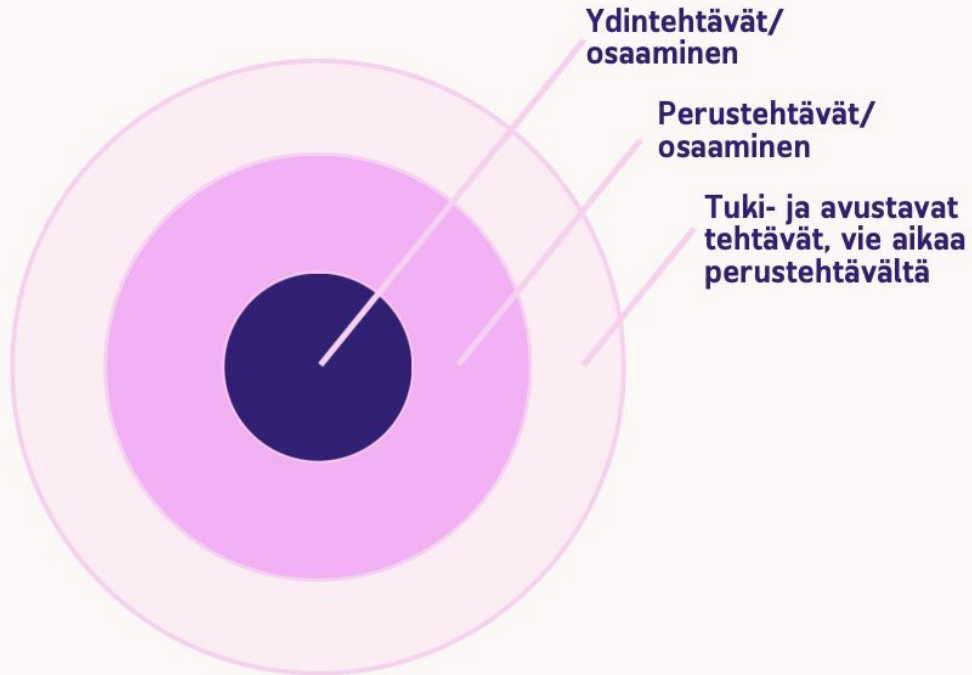 Ydintehtävät/
osaaminen
Perustehtävät/
osaaminen
Tuki- ja avustavat
tehtävät, vie aikaa
perustehtävältä